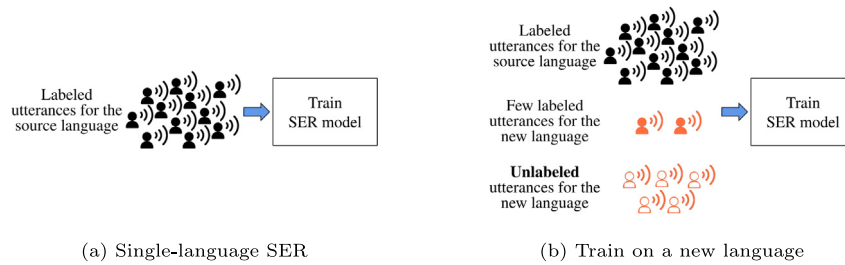 Labeled
utterances for the
source language
Train
SER model
(a) Single-language SER
Labeled
utterances for the
source language
Few labeled
utterances for the
new language
Unlabeled
utterances for the
new language
Train
SER model
(b) Train on a new language